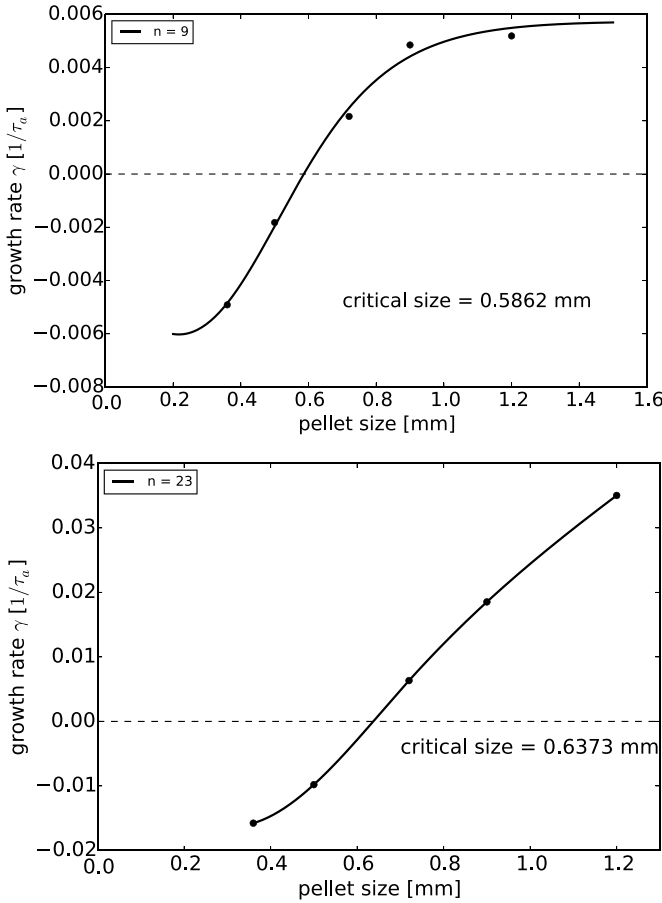 0.006
n = 9
0.004
0.002
0.000
−0.002
−0.004
−0.006
−0.008
growth rate γ [1/τₐ]
critical size = 0.5862 mm
0.0 0.2 0.4 0.6 0.8 1.0 1.2 1.4 1.6
pellet size [mm]
0.04
n = 23
0.03
0.02
0.01
0.00
−0.01
−0.02
growth rate γ [1/τₐ]
critical size = 0.6373 mm
0.0 0.2 0.4 0.6 0.8 1.0 1.2
pellet size [mm]